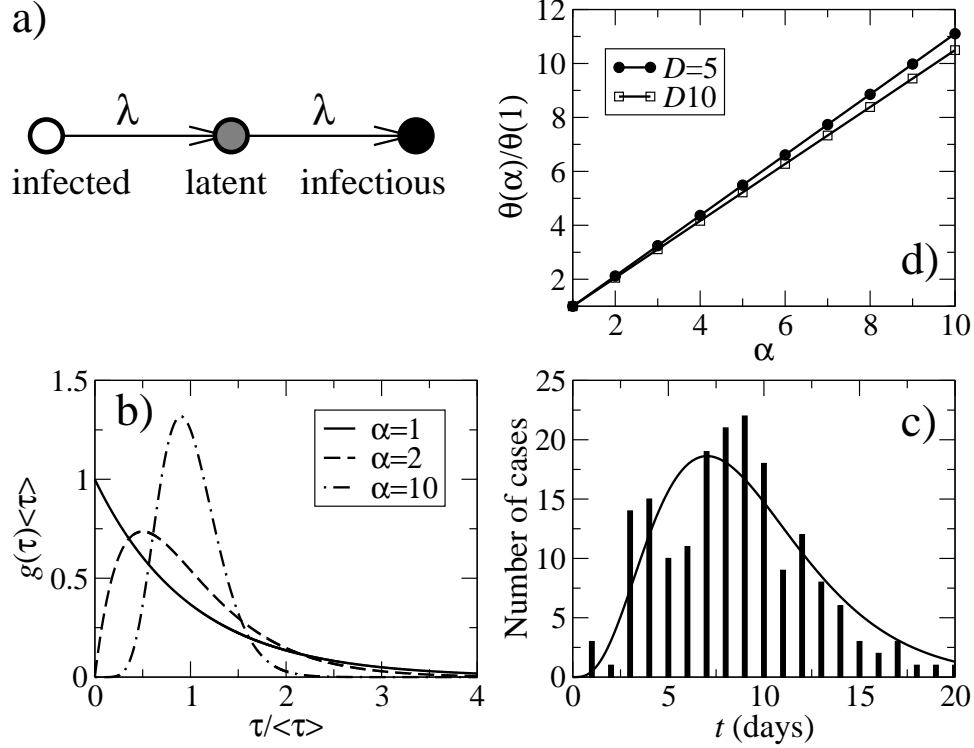 a)
λ λ
infected latent infectious
θ(α)/θ(1)
12
10
8
6
4
2
D=5
D10
d)
2 4 6 8 10
α
g(τ)<τ>
1.5
1
0.5
0
b)
α=1
α=2
α=10
0 1 2 3 4
τ/<τ>
Number of cases
25
20
15
10
5
0
c)
0 5 10 15 20
t (days)